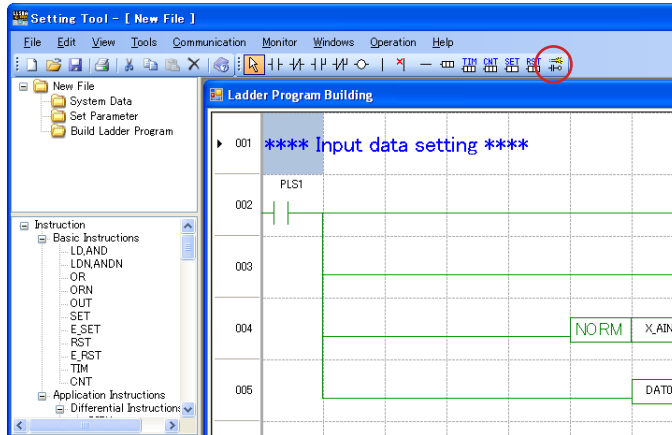 Setting Tool - [ New File ]
File Edit View Tools Communication Monitor Windows Operation Help
TIM CNT SET RST
New File
System Data
Set Parameter
Build Ladder Program
Instruction
Basic Instructions
LD,AND
LDN,ANDN
OR
ORN
OUT
SET
E_SET
RST
E_RST
TIM
CNT
Application Instructions
Differential Instructions
Ladder Program Building
001 **** Input data setting ****
PLS1
002
003
004 NORM X_AIN
005 DAT0